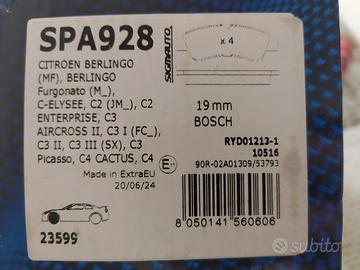 SPA928
CITROEN BERLINGO
(MF), BERLINGO
Furgonato (M_),
C-ELYSEE, C2 (JM_), C2
ENTERPRISE, C3
AIRCROSS II, C3 I (FC_),
C3 II, C3 III (SX), C3
Picasso, C4 CACTUS, C4
Made in ExtraEU
20/06/24
23599
SIGMAUTO
x 4
19 mm
BOSCH
RYD01213-1
10516
90R-02A01309/53793
E11
8 050141 560606
Subito